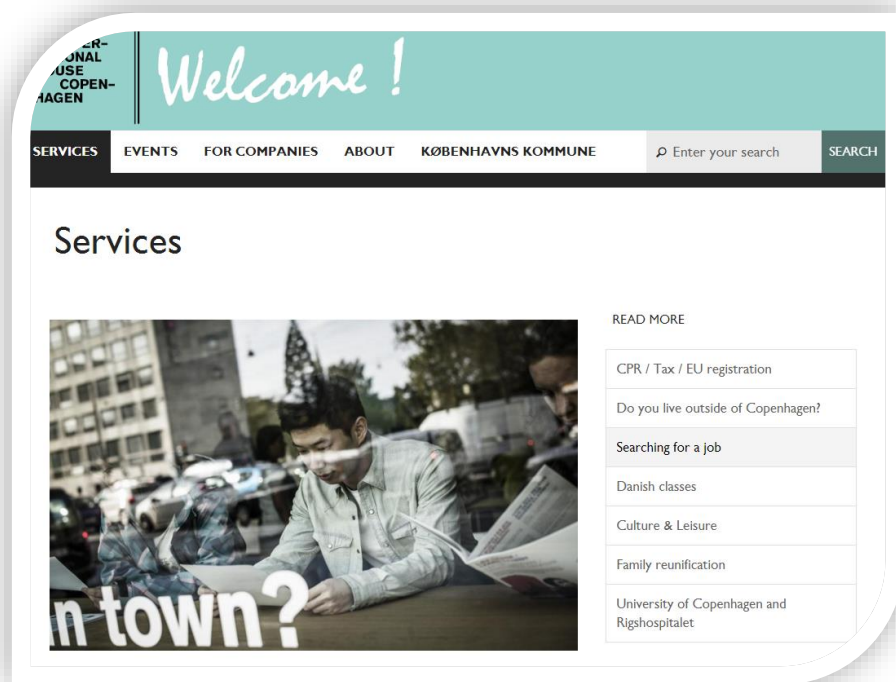 ER-
ONAL
USE
COPEN-
HAGEN
Welcome !
SERVICES EVENTS FOR COMPANIES ABOUT KØBENHAVNS KOMMUNE Enter your search SEARCH
Services
READ MORE
CPR / Tax / EU registration
Do you live outside of Copenhagen?
Searching for a job
Danish classes
Culture & Leisure
Family reunification
University of Copenhagen and
Rigshospitalet
n town?